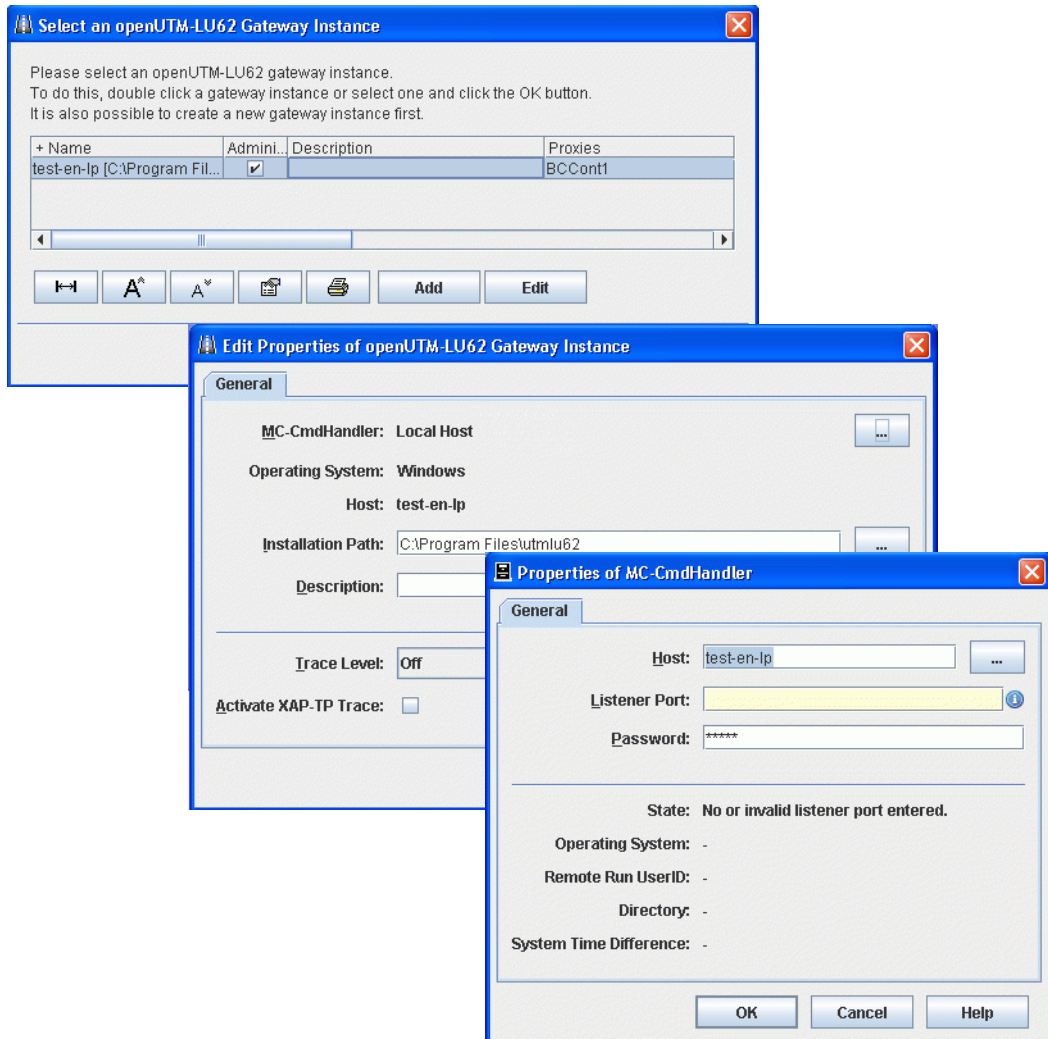 Select an openUTM-LU62 Gateway Instance
Please select an openUTM-LU62 gateway instance.
To do this, double click a gateway instance or select one and click the OK button.
It is also possible to create a new gateway instance first.
+ Name Admini... Description Proxies
test-en-lp [C:\Program Fil... BCCont1
A A Add Edit
Edit Properties of openUTM-LU62 Gateway Instance
General
MC-CmdHandler: Local Host ...
Operating System: Windows
Host: test-en-lp
Installation Path: C:\Program Files\utmlu62 ...
Description:
Trace Level: Off
Activate XAP-TP Trace:
Properties of MC-CmdHandler
General
Host: test-en-lp ...
Listener Port:
Password: *****
State: No or invalid listener port entered.
Operating System: -
Remote Run UserID: -
Directory: -
System Time Difference: -
OK Cancel Help